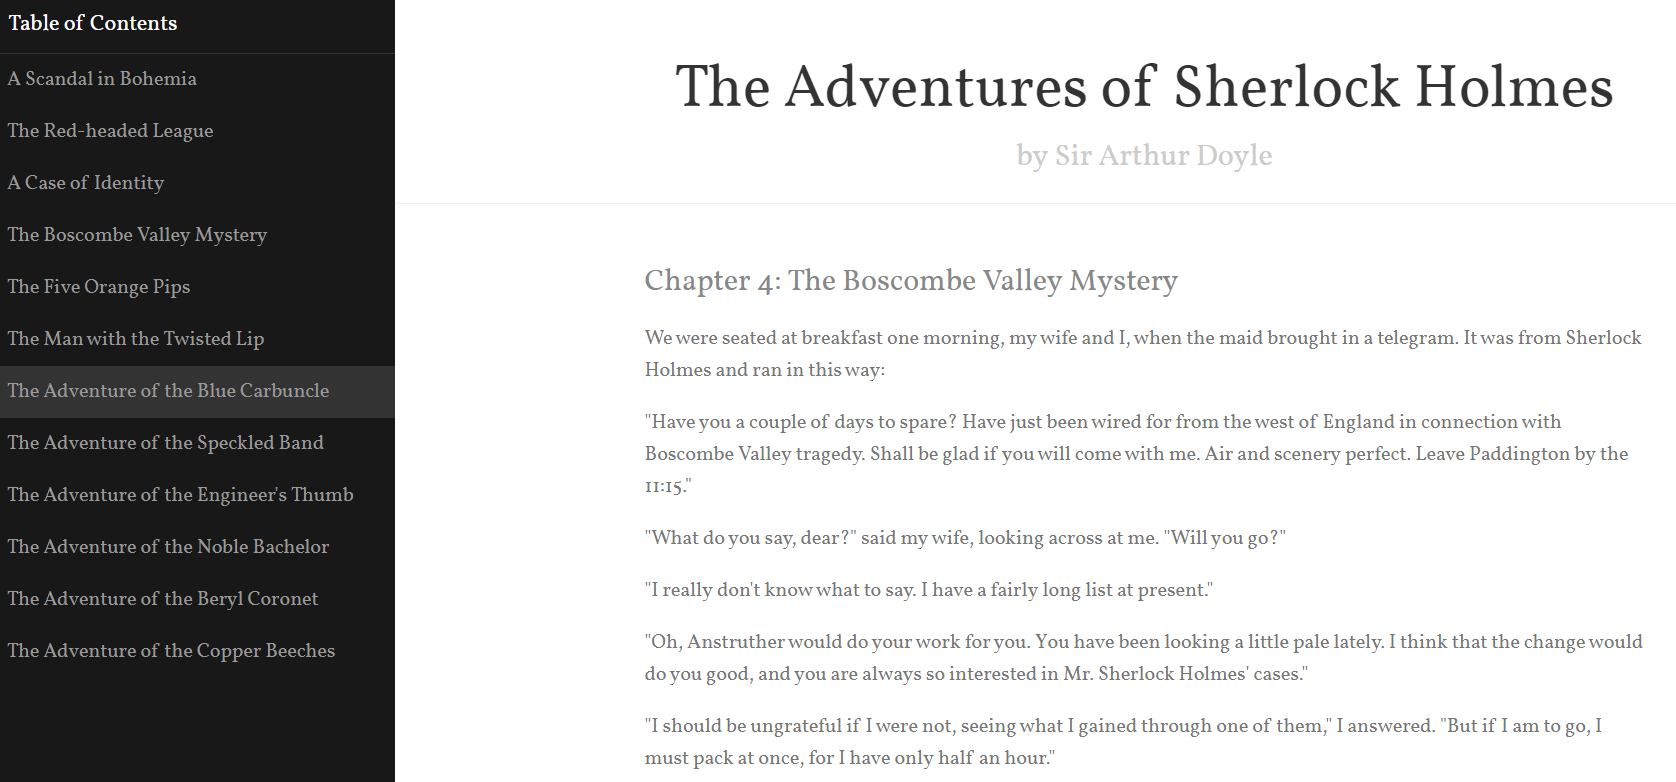 Table of Contents
A Scandal in Bohemia
The Red-headed League
A Case of Identity
The Boscombe Valley Mystery
The Five Orange Pips
The Man with the Twisted Lip
The Adventure of the Blue Carbuncle
The Adventure of the Speckled Band
The Adventure of the Engineer's Thumb
The Adventure of the Noble Bachelor
The Adventure of the Beryl Coronet
The Adventure of the Copper Beeches
The Adventures of Sherlock Holmes
by Sir Arthur Doyle
Chapter 4: The Boscombe Valley Mystery
We were seated at breakfast one morning, my wife and I, when the maid brought in a telegram. It was from Sherlock
Holmes and ran in this way:
"Have you a couple of days to spare? Have just been wired for from the west of England in connection with
Boscombe Valley tragedy. Shall be glad if you will come with me. Air and scenery perfect. Leave Paddington by the
11:15."
"What do you say, dear?" said my wife, looking across at me. "Will you go?"
"I really don't know what to say. I have a fairly long list at present."
"Oh, Anstruther would do your work for you. You have been looking a little pale lately. I think that the change would
do you good, and you are always so interested in Mr. Sherlock Holmes' cases."
"I should be ungrateful if I were not, seeing what I gained through one of them," I answered. "But if I am to go, I
must pack at once, for I have only half an hour."